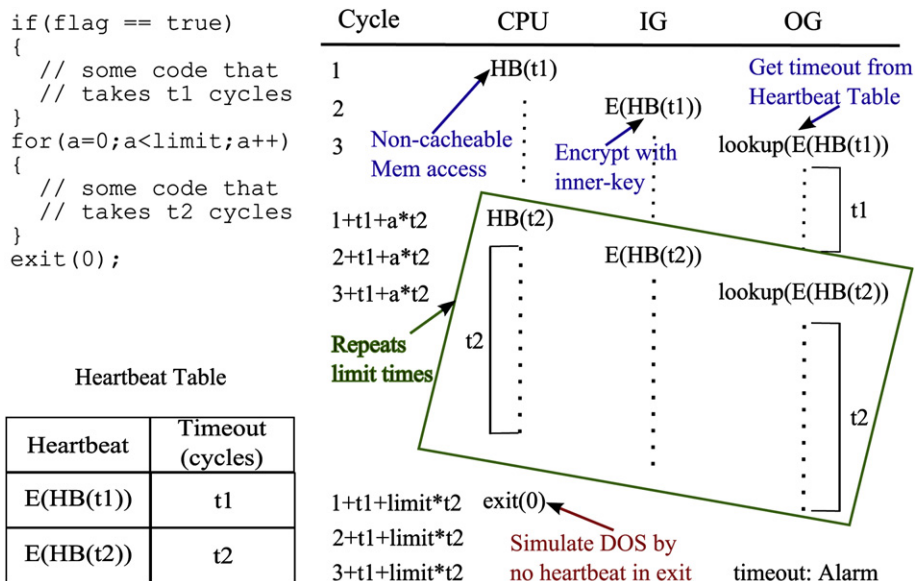 if(flag == true)
{
// some code that
// takes t1 cycles
}
for(a=0;a<limit;a++)
{
// some code that
// takes t2 cycles
}
exit(0);
Heartbeat Table
Heartbeat Timeout (cycles)
E(HB(t1)) t1
E(HB(t2)) t2
Cycle CPU IG OG
1 HB(t1)
Get timeout from
Heartbeat Table
2 E(HB(t1))
3 lookup(E(HB(t1))
Non-cacheable
Mem access
Encrypt with
inner-key
t1
1+t1+a*t2 HB(t2)
2+t1+a*t2 E(HB(t2))
3+t1+a*t2 lookup(E(HB(t2))
Repeats
limit times
t2
t2
1+t1+limit*t2 exit(0)
2+t1+limit*t2
3+t1+limit*t2 timeout: Alarm
Simulate DOS by
no heartbeat in exit